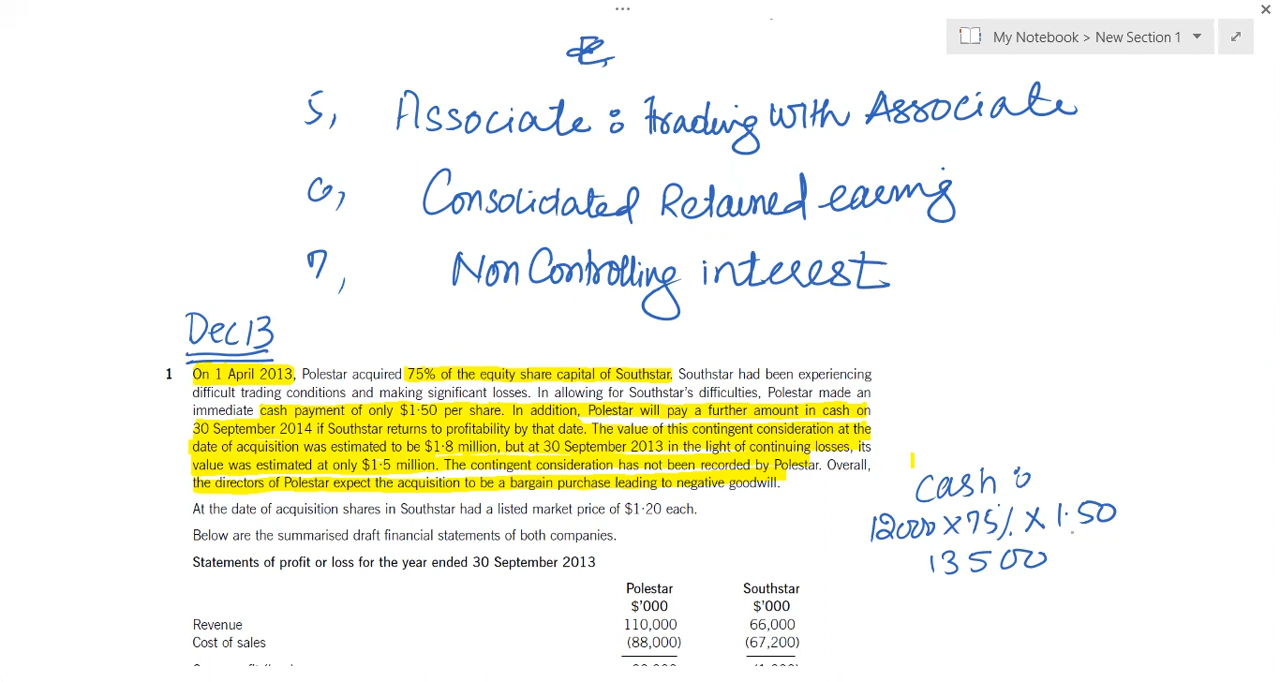 My Notebook > New Section 1
5, Associate : trading with Associate
6, Consolidated Retained earning
7, Non Controlling interest
Dec 13
1 On 1 April 2013, Polestar acquired 75% of the equity share capital of Southstar. Southstar had been experiencing
difficult trading conditions and making significant losses. In allowing for Southstar's difficulties, Polestar made an
immediate cash payment of only $1·50 per share. In addition, Polestar will pay a further amount in cash on
30 September 2014 if Southstar returns to profitability by that date. The value of this contingent consideration at the
date of acquisition was estimated to be $1·8 million, but at 30 September 2013 in the light of continuing losses, its
value was estimated at only $1·5 million. The contingent consideration has not been recorded by Polestar. Overall,
the directors of Polestar expect the acquisition to be a bargain purchase leading to negative goodwill.
At the date of acquisition shares in Southstar had a listed market price of $1·20 each.
Below are the summarised draft financial statements of both companies.
Statements of profit or loss for the year ended 30 September 2013
Polestar Southstar
$'000 $'000
Revenue 110,000 66,000
Cost of sales (88,000) (67,200)
Cash :
12000 x 75% x 1.50
13500